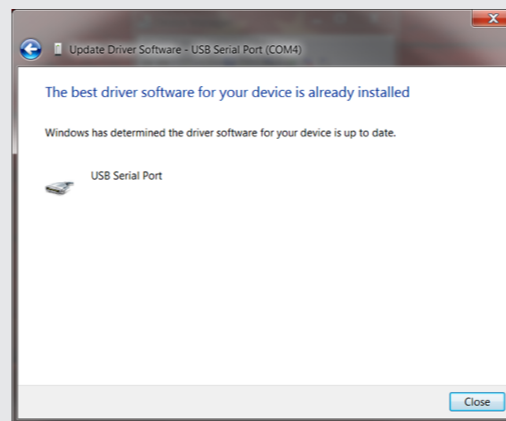 Update Driver Software - USB Serial Port (COM4)
The best driver software for your device is already installed
Windows has determined the driver software for your device is up to date.
USB Serial Port
Close